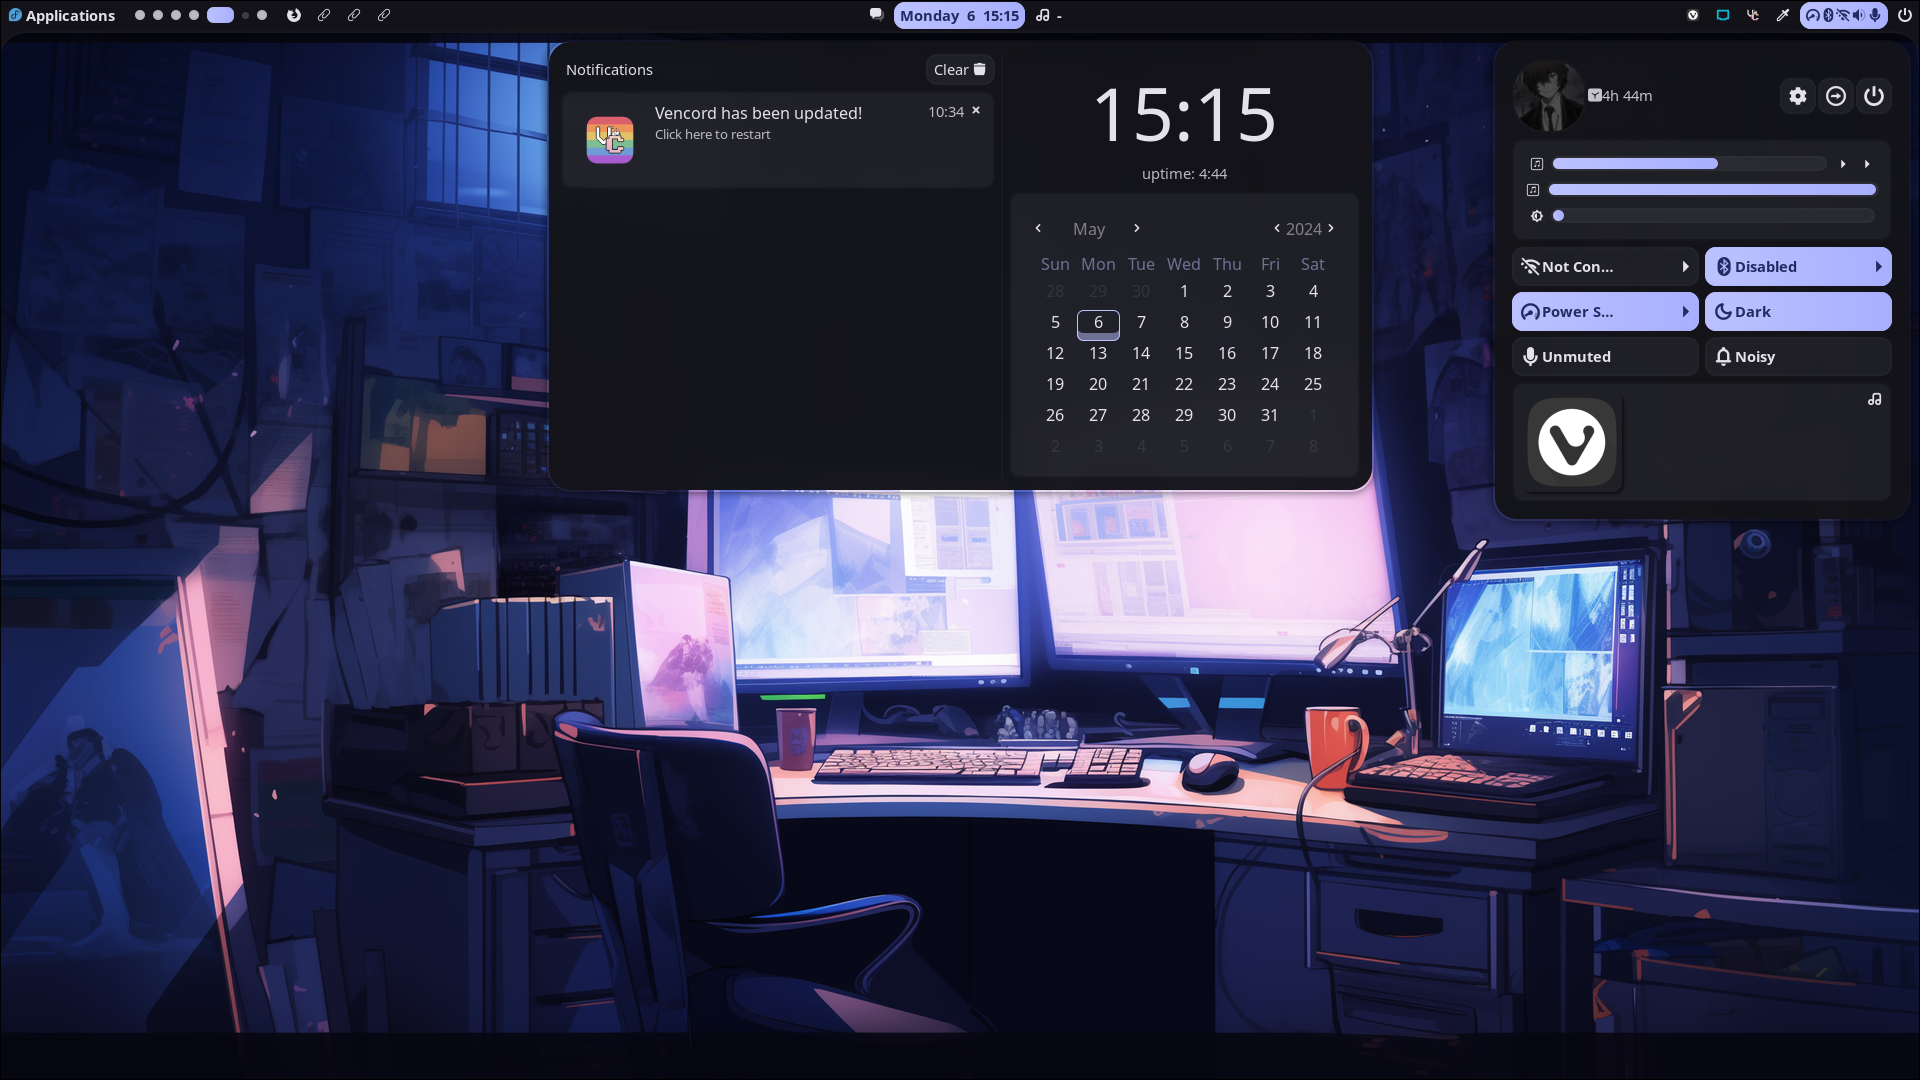 Applications
Monday 6 15:15
-
Notifications
Clear
Vencord has been updated!
10:34
Click here to restart
15:15
uptime: 4:44
May
2024
Sun Mon Tue Wed Thu Fri Sat
28 29 30 1 2 3 4
5 6 7 8 9 10 11
12 13 14 15 16 17 18
19 20 21 22 23 24 25
26 27 28 29 30 31 1
2 3 4 5 6 7 8
4h 44m
Not Con...
Disabled
Power S...
Dark
Unmuted
Noisy